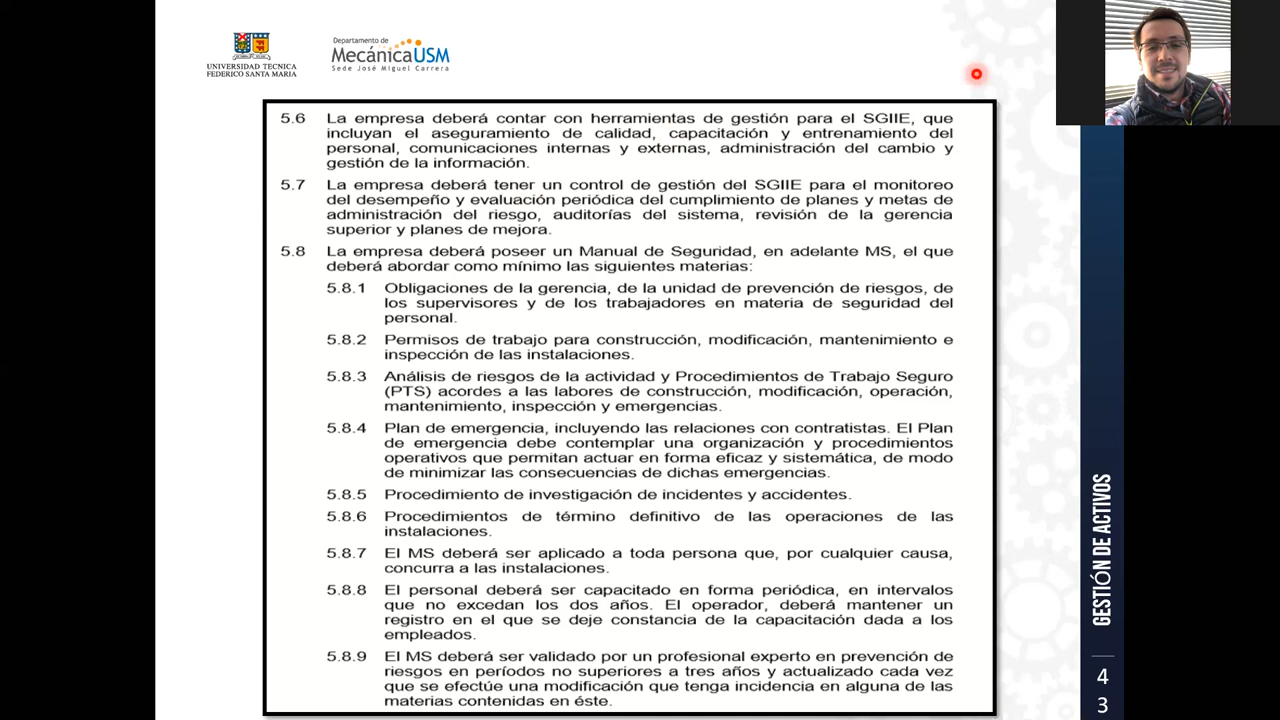 UNIVERSIDAD TECNICA
FEDERICO SANTA MARIA
Departamento de
MecánicaUSM
Sede José Miguel Carrera
5.6 La empresa deberá contar con herramientas de gestión para el SGIIE, que
incluyan el aseguramiento de calidad, capacitación y entrenamiento del
personal, comunicaciones internas y externas, administración del cambio y
gestión de la información.
5.7 La empresa deberá tener un control de gestión del SGIIE para el monitoreo
del desempeño y evaluación periódica del cumplimiento de planes y metas de
administración del riesgo, auditorías del sistema, revisión de la gerencia
superior y planes de mejora.
5.8 La empresa deberá poseer un Manual de Seguridad, en adelante MS, el que
deberá abordar como mínimo las siguientes materias:
5.8.1 Obligaciones de la gerencia, de la unidad de prevención de riesgos, de
los supervisores y de los trabajadores en materia de seguridad del
personal.
5.8.2 Permisos de trabajo para construcción, modificación, mantenimiento e
inspección de las instalaciones.
5.8.3 Análisis de riesgos de la actividad y Procedimientos de Trabajo Seguro
(PTS) acordes a las labores de construcción, modificación, operación,
mantenimiento, inspección y emergencias.
5.8.4 Plan de emergencia, incluyendo las relaciones con contratistas. El Plan
de emergencia debe contemplar una organización y procedimientos
operativos que permitan actuar en forma eficaz y sistemática, de modo
de minimizar las consecuencias de dichas emergencias.
5.8.5 Procedimiento de investigación de incidentes y accidentes.
5.8.6 Procedimientos de término definitivo de las operaciones de las
instalaciones.
5.8.7 El MS deberá ser aplicado a toda persona que, por cualquier causa,
concurra a las instalaciones.
5.8.8 El personal deberá ser capacitado en forma periódica, en intervalos
que no excedan los dos años. El operador, deberá mantener un
registro en el que se deje constancia de la capacitación dada a los
empleados.
5.8.9 El MS deberá ser validado por un profesional experto en prevención de
riesgos en períodos no superiores a tres años y actualizado cada vez
que se efectúe una modificación que tenga incidencia en alguna de las
materias contenidas en éste.
GESTIÓN DE ACTIVOS
4
3